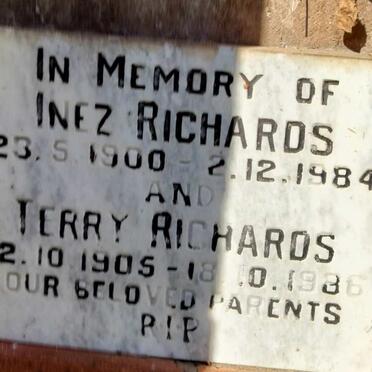 IN MEMORY OF
INEZ RICHARDS
23.5.1900 - 2.12.1984
AND
TERRY RICHARDS
2.10 1905 - 18.10.1986
OUR BELOVED PARENTS
RIP